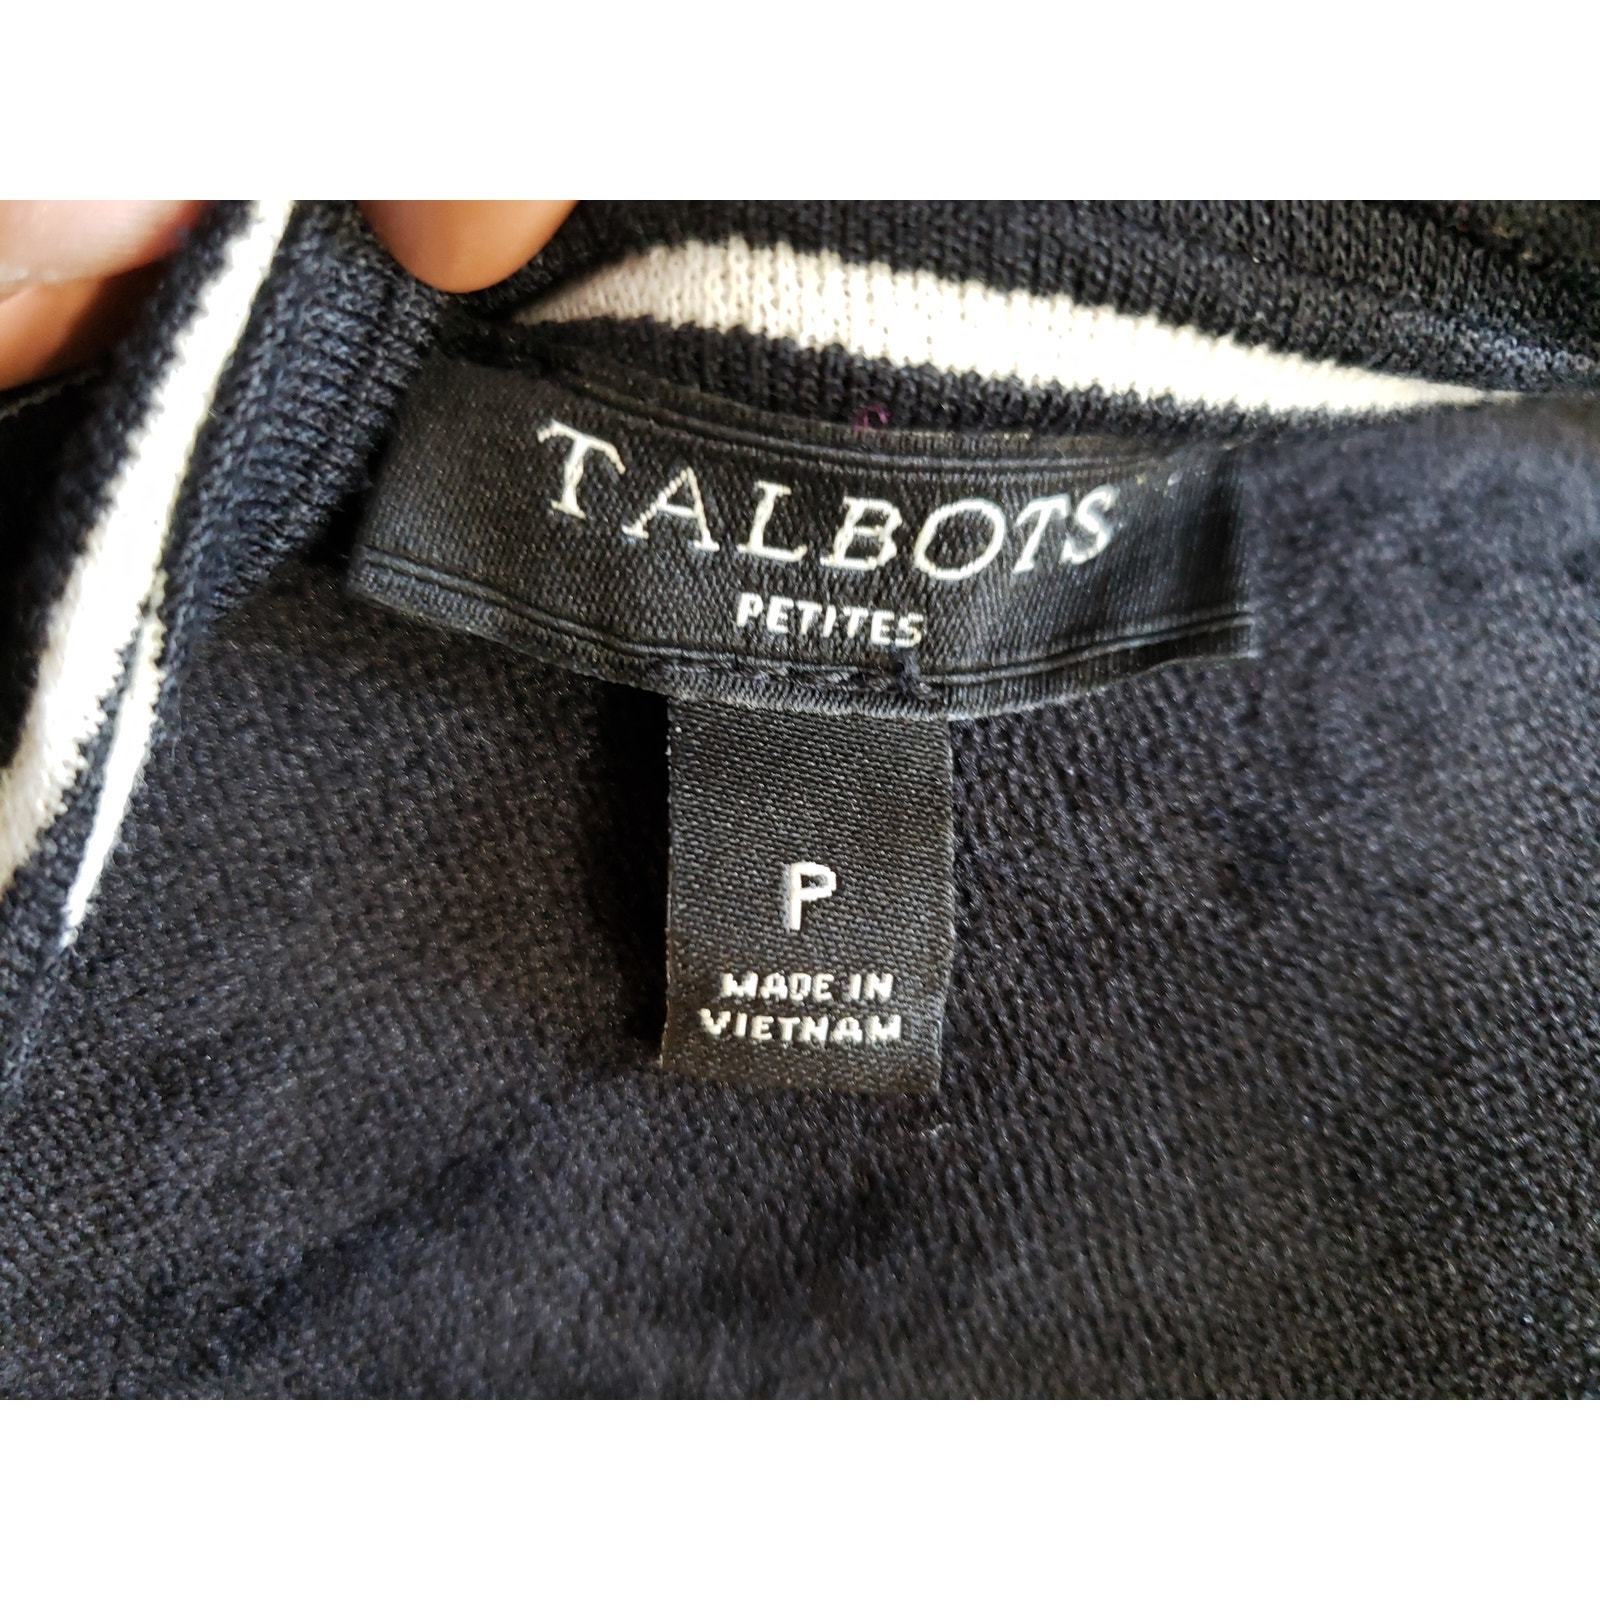 TALBOTS
PETITES
P
MADE IN
VIETNAM